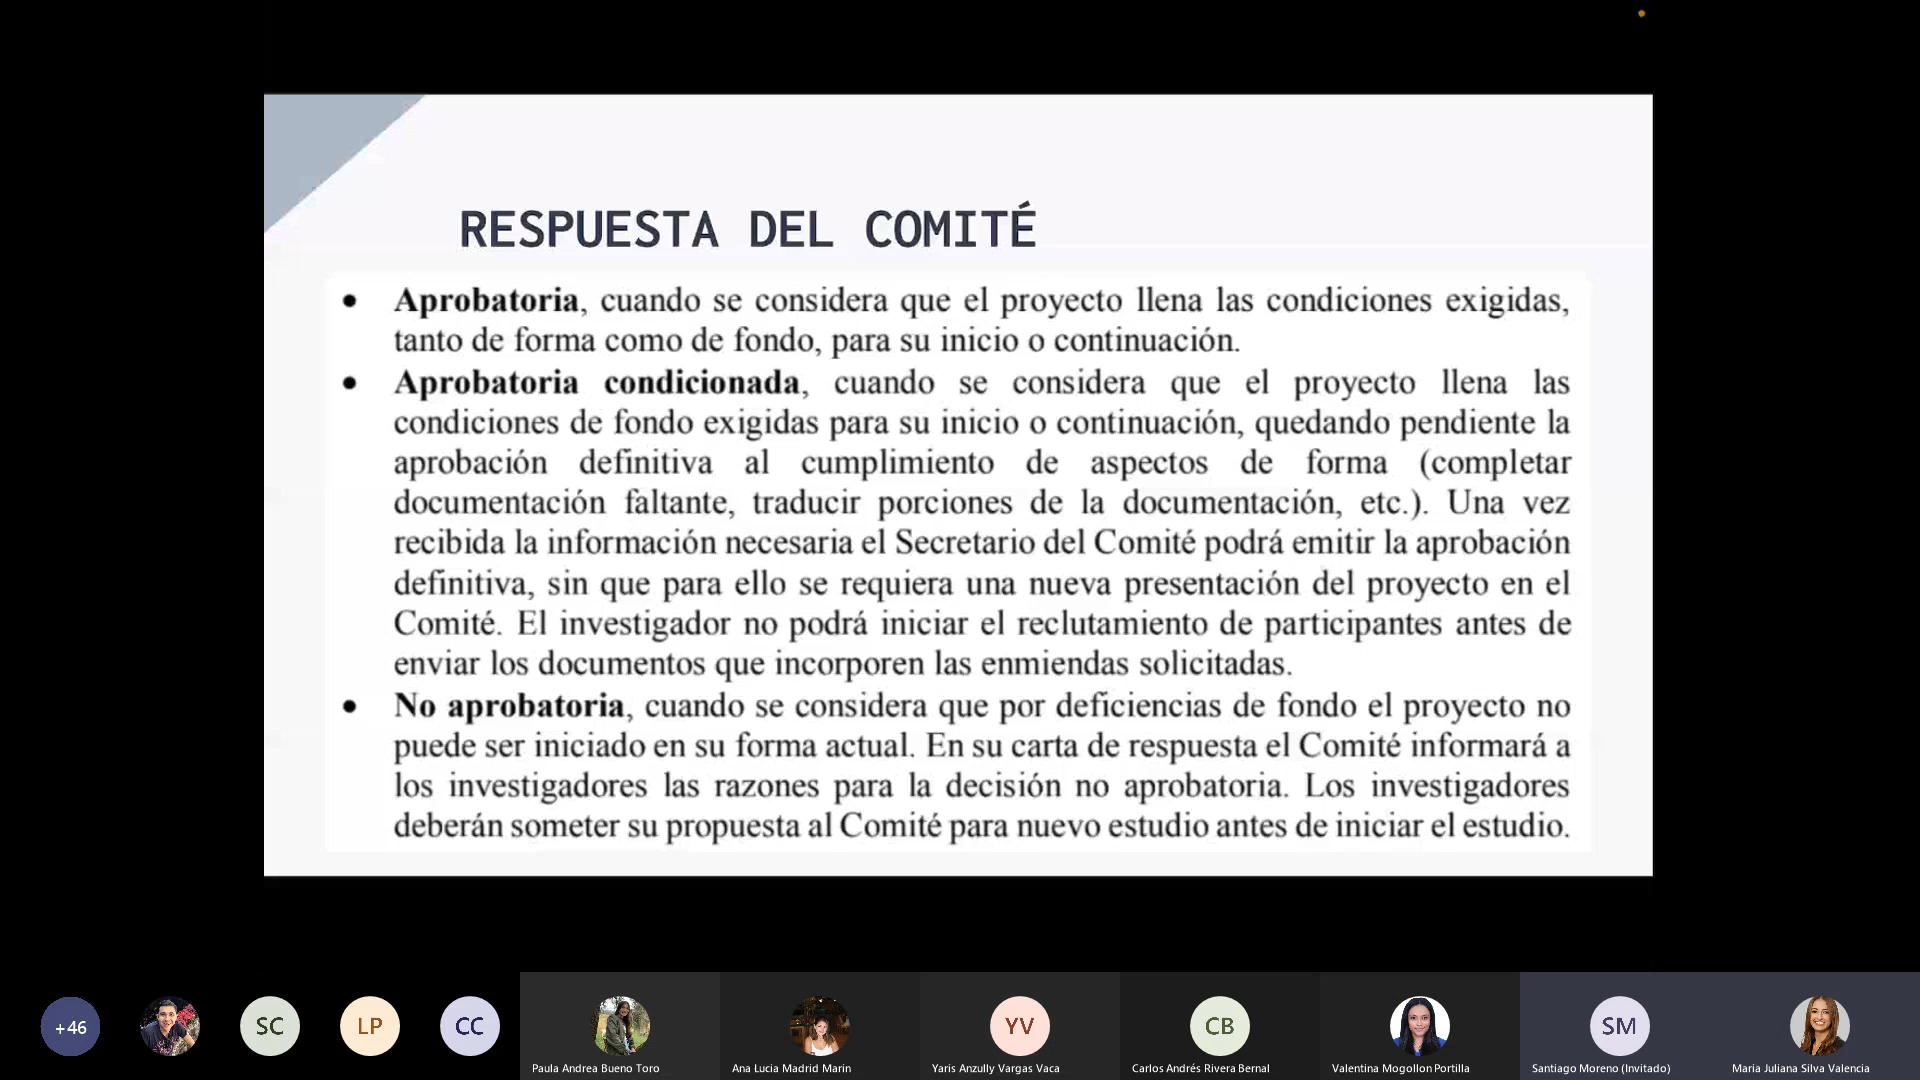 RESPUESTA DEL COMITÉ
• Aprobatoria, cuando se considera que el proyecto llena las condiciones exigidas,
tanto de forma como de fondo, para su inicio o continuación.
• Aprobatoria condicionada, cuando se considera que el proyecto llena las
condiciones de fondo exigidas para su inicio o continuación, quedando pendiente la
aprobación definitiva al cumplimiento de aspectos de forma (completar
documentación faltante, traducir porciones de la documentación, etc.). Una vez
recibida la información necesaria el Secretario del Comité podrá emitir la aprobación
definitiva, sin que para ello se requiera una nueva presentación del proyecto en el
Comité. El investigador no podrá iniciar el reclutamiento de participantes antes de
enviar los documentos que incorporen las enmiendas solicitadas.
• No aprobatoria, cuando se considera que por deficiencias de fondo el proyecto no
puede ser iniciado en su forma actual. En su carta de respuesta el Comité informará a
los investigadores las razones para la decisión no aprobatoria. Los investigadores
deberán someter su propuesta al Comité para nuevo estudio antes de iniciar el estudio.
+46
SC
LP
CC
YV
CB
SM
Paula Andrea Bueno Toro
Ana Lucia Madrid Marin
Yaris Anzully Vargas Vaca
Carlos Andrés Rivera Bernal
Valentina Mogollon Portilla
Santiago Moreno (Invitado)
Maria Juliana Silva Valencia